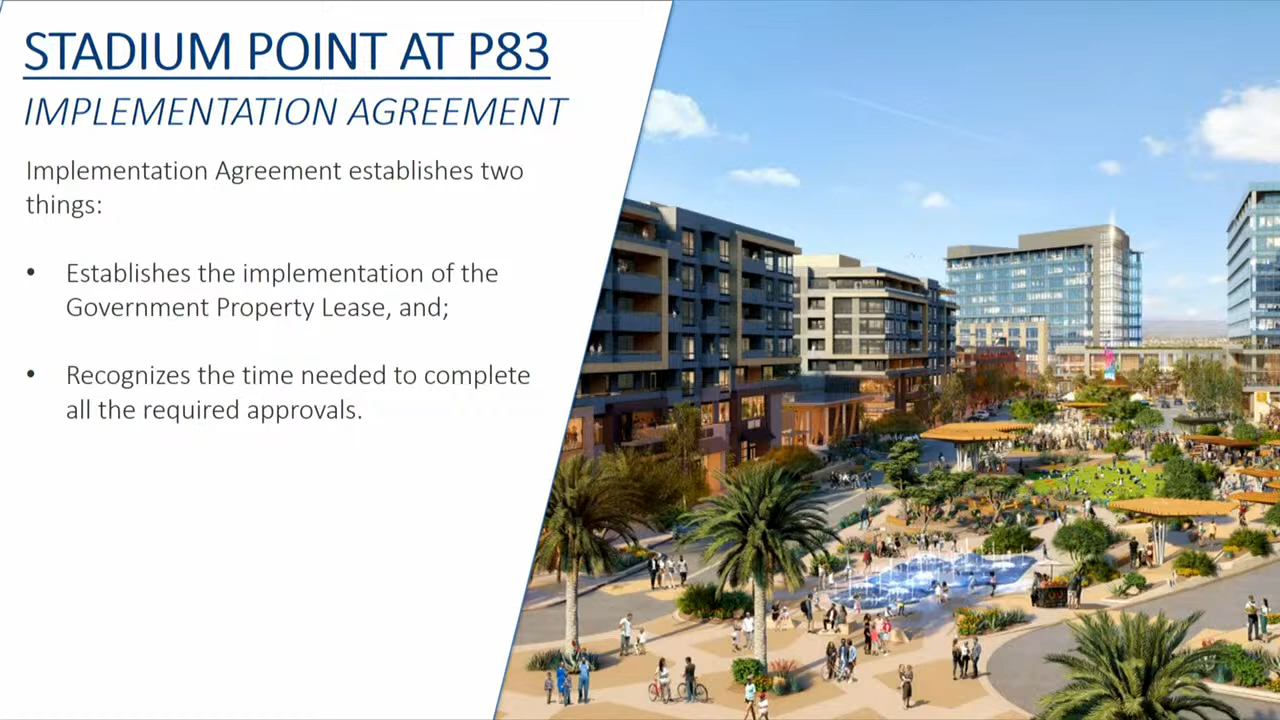 STADIUM POINT AT P83
IMPLEMENTATION AGREEMENT
Implementation Agreement establishes two
things:
• Establishes the implementation of the
Government Property Lease, and;
• Recognizes the time needed to complete
all the required approvals.